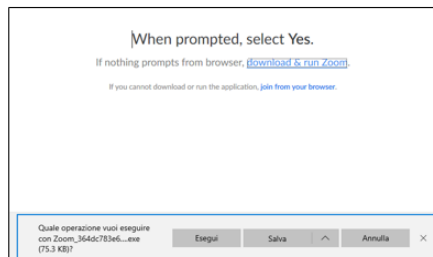 When prompted, select Yes.
If nothing prompts from browser, download & run Zoom.
If you cannot download or run the application, join from your browser.
Quale operazione vuoi eseguire
con Zoom_364dc783e6....exe
(75.3 KB)?
Esegui
Salva
Annulla